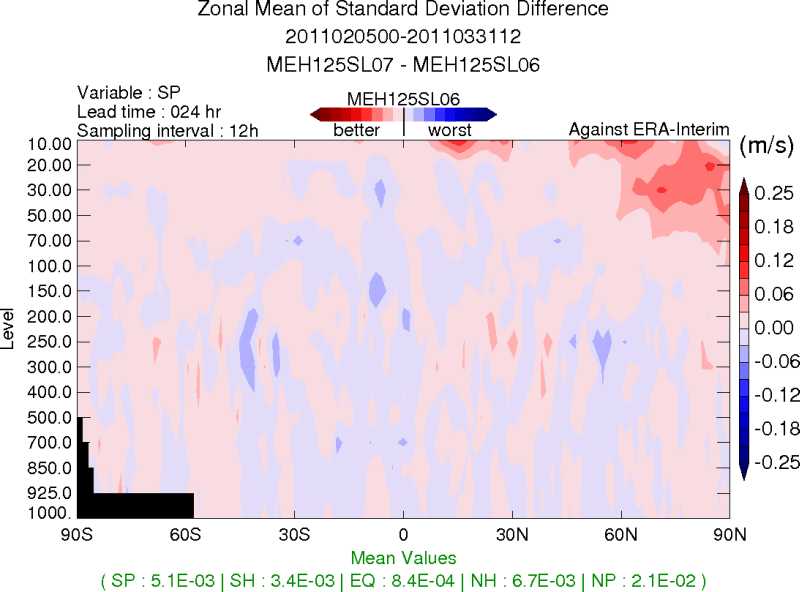 Zonal Mean of Standard Deviation Difference
2011020500-2011033112
MEH125SL07 - MEH125SL06
Variable : SP
Lead time : 024 hr
Sampling interval : 12h
MEH125SL06
better worst
Against ERA-Interim
(m/s)
10.00
20.00
30.00
50.00
70.00
100.0
150.0
200.0
250.0
300.0
400.0
500.0
700.0
850.0
925.0
1000.
Level
0.25
0.18
0.12
0.06
0.00
-0.06
-0.12
-0.18
-0.25
90S 60S 30S 0 30N 60N 90N
Mean Values
( SP : 5.1E-03 | SH : 3.4E-03 | EQ : 8.4E-04 | NH : 6.7E-03 | NP : 2.1E-02 )